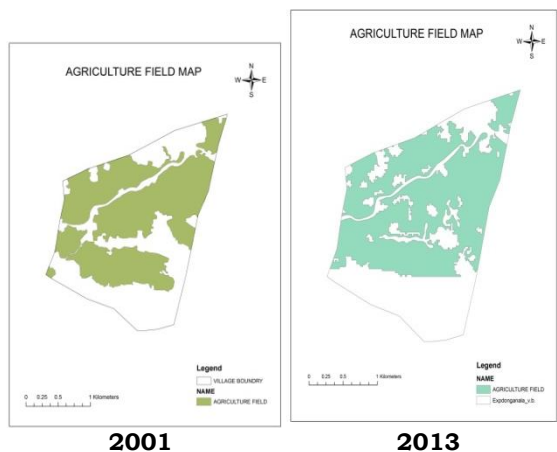 AGRICULTURE FIELD MAP
N
W E
S
Legend
VILLAGE BOUNDRY
NAME
AGRICULTURE FIELD
0 0.25 0.5 1 Kilometers
2001
AGRICULTURE FIELD MAP
N
W E
S
Legend
NAME
AGRICULTURE FIELD
Expdonganala_v.b
0 0.25 0.5 1 Kilometers
2013